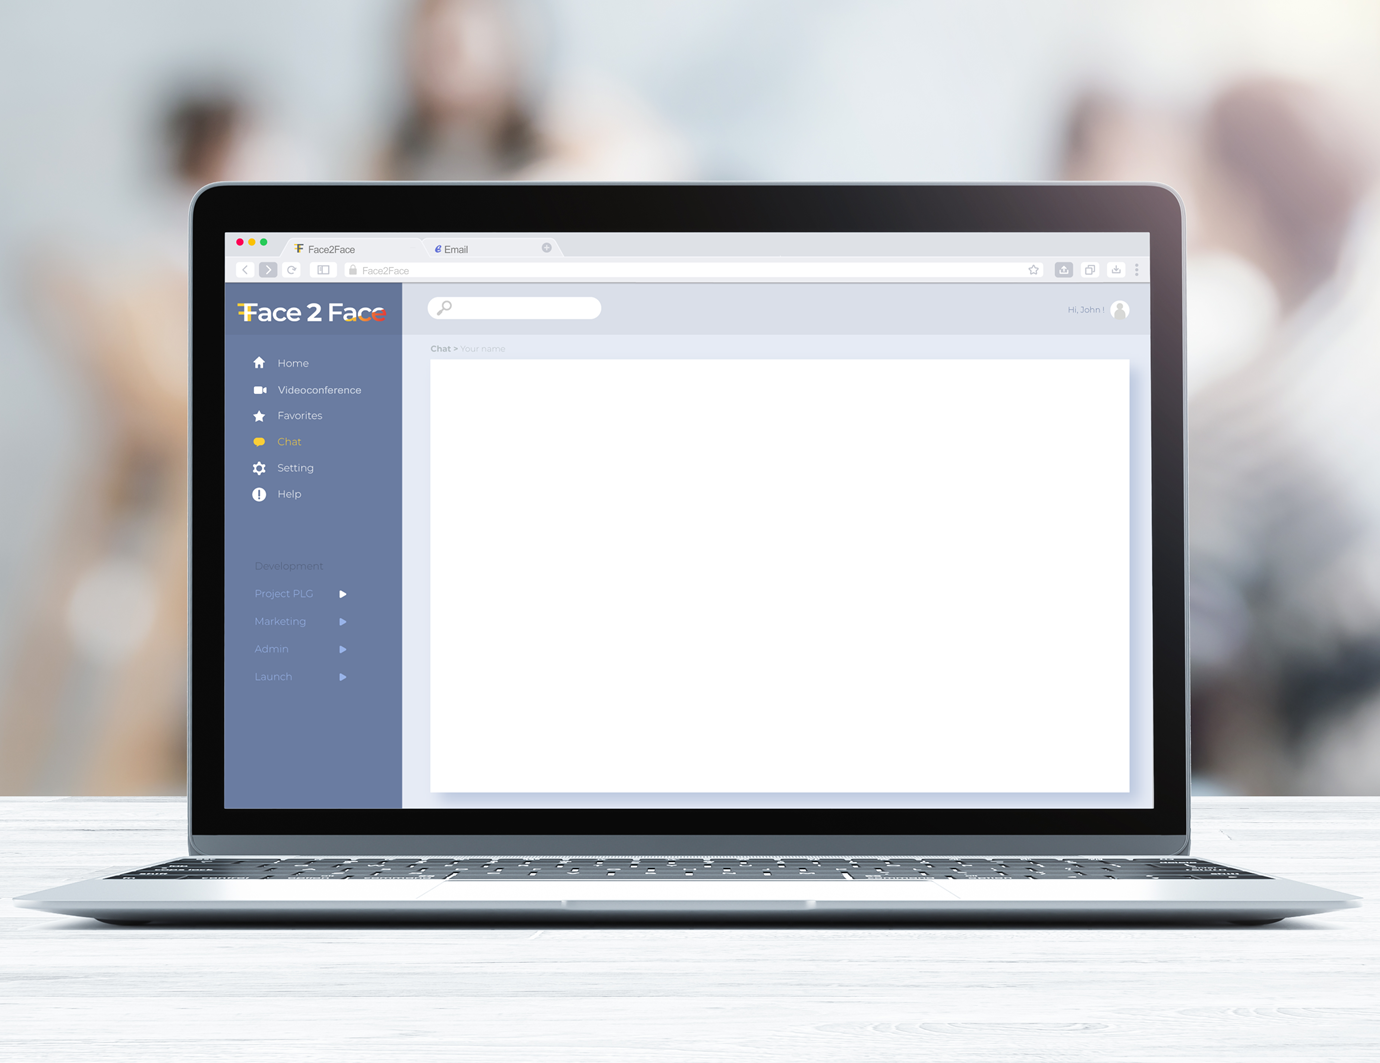 Face2Face
Email
Face2Face
Face 2 Face
Hi, John !
Chat > Your name
Home
Videoconference
Favorites
Chat
Setting
Help
Development
Project PLG
Marketing
Admin
Launch